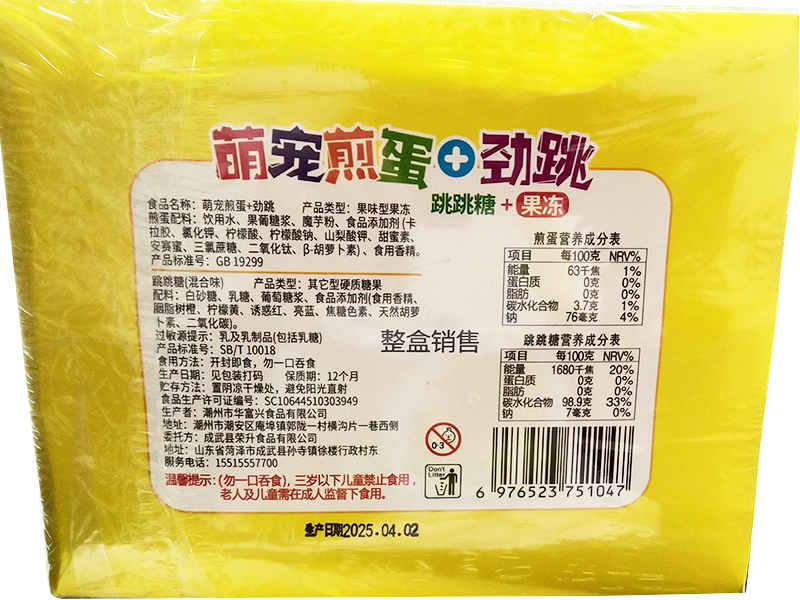 萌宠煎蛋+劲跳
跳跳糖+果冻
食品名称：萌宠煎蛋+劲跳 产品类型：果味型果冻
煎蛋配料：饮用水、果葡糖浆、魔芋粉、食品添加剂(卡
拉胶、氯化钾、柠檬酸、柠檬酸钠、山梨酸钾、甜蜜素、
安赛蜜、三氯蔗糖、二氧化钛、β-胡萝卜素)、食用香精。
产品标准号：GB 19299
跳跳糖(混合味) 产品类型：其它型硬质糖果
配料：白砂糖、乳糖、葡萄糖浆、食品添加剂(食用香精、
胭脂树橙、柠檬黄、诱惑红、亮蓝、焦糖色素、天然胡萝
卜素、二氧化碳)。
过敏源提示：乳及乳制品(包括乳糖)
产品标准号：SB/T 10018
食用方法：开封即食，勿一口吞食
生产日期：见包装打码 保质期：12个月
贮存方法：置阴凉干燥处，避免阳光直射
食品生产许可证编号：SC10644510303949
生产者：潮州市华富兴食品有限公司
地址：潮州市潮安区庵埠镇郭陇一村横沟片一巷西侧
委托方：成武县荣升食品有限公司
地址：山东省菏泽市成武县孙寺镇徐楼行政村东
服务电话：15515557700
温馨提示：(勿一口吞食)，三岁以下儿童禁止食用，
老人及儿童需在成人监督下食用。
整盒销售
煎蛋营养成分表
项目 每100克 NRV%
能量 63千焦 1%
蛋白质 0克 0%
脂肪 0克 0%
碳水化合物 3.7克 1%
钠 76毫克 4%
跳跳糖营养成分表
项目 每100克 NRV%
能量 1680千焦 20%
蛋白质 0克 0%
脂肪 0克 0%
碳水化合物 98.9克 33%
钠 7毫克 0%
0-3
Don't
Litter
6 976523 751047
生产日期2025.04.02